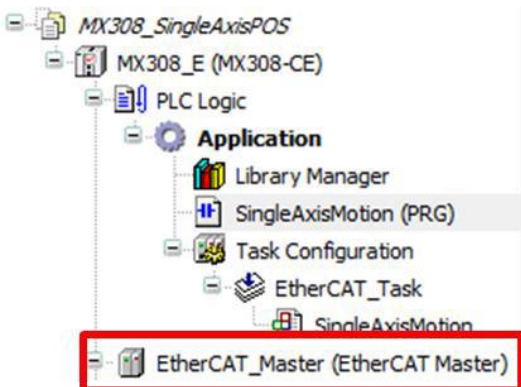 MX308_SingleAxisPOS
MX308_E (MX308-CE)
PLC Logic
Application
Library Manager
SingleAxisMotion (PRG)
Task Configuration
EtherCAT_Task
SingleAxisMotion
EtherCAT_Master (EtherCAT Master)